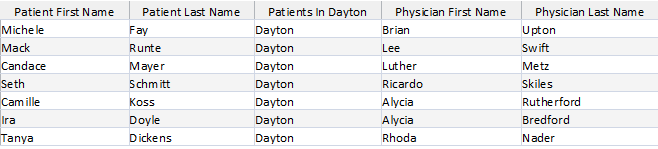 Patient First Name Patient Last Name Patients In Dayton Physician First Name Physician Last Name
Michele Fay Dayton Brian Upton
Mack Runte Dayton Lee Swift
Candace Mayer Dayton Luther Metz
Seth Schmitt Dayton Ricardo Skiles
Camille Koss Dayton Alycia Rutherford
Ira Doyle Dayton Alycia Bredford
Tanya Dickens Dayton Rhoda Nader